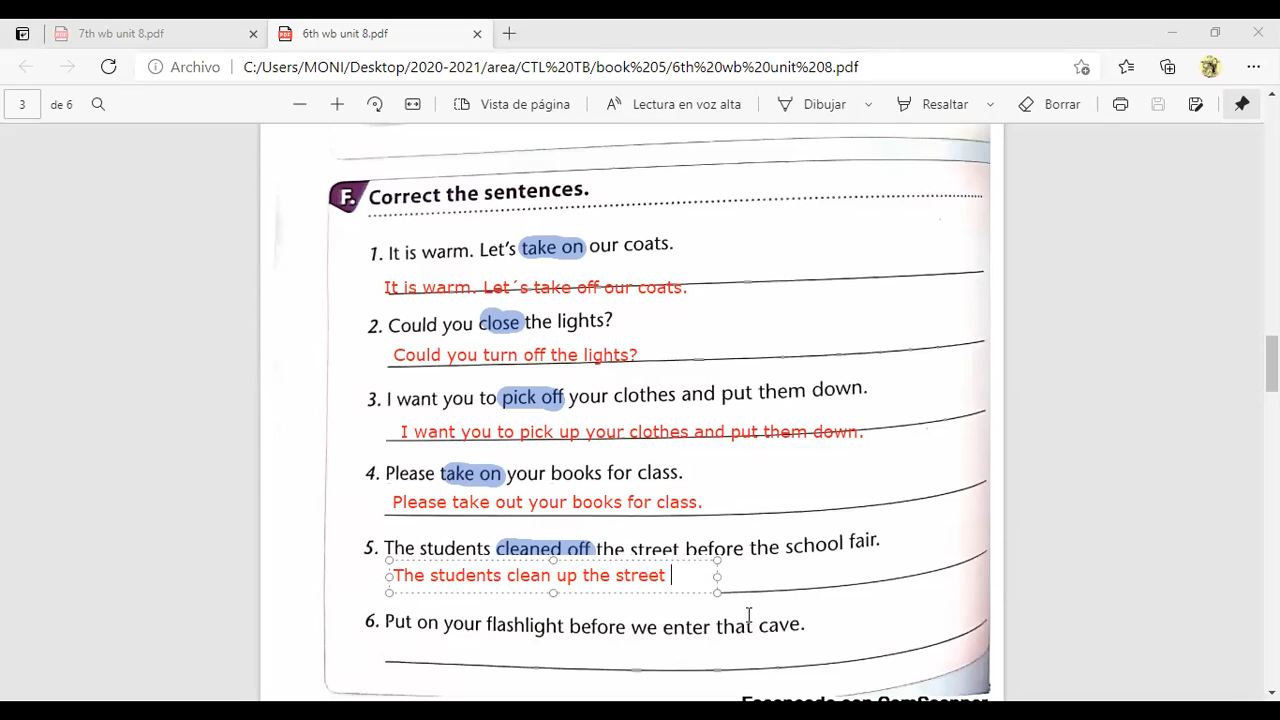 7th wb unit 8.pdf
6th wb unit 8.pdf
Archivo
C:/Users/MONI/Desktop/2020-2021/area/CTL%20TB/book%205/6th%20wb%20unit%208.pdf
3 de 6
Vista de página
Lectura en voz alta
Dibujar
Resaltar
Borrar
F. Correct the sentences.
1. It is warm. Let's take on our coats.
It is warm. Let´s take off our coats.
2. Could you close the lights?
Could you turn off the lights?
3. I want you to pick off your clothes and put them down.
I want you to pick up your clothes and put them down.
4. Please take on your books for class.
Please take out your books for class.
5. The students cleaned off the street before the school fair.
The students clean up the street
6. Put on your flashlight before we enter that cave.
Escaneado con CamScanner